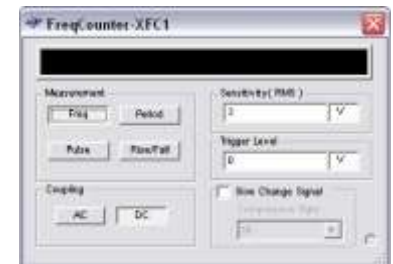 FreqCounter-XFC1
Measurement
Freq
Period
Pulse
Rise/Fall
Sensitivity( RMS )
3
V
Trigger Level
0
V
Coupling
AC
DC
Slow Change Signal